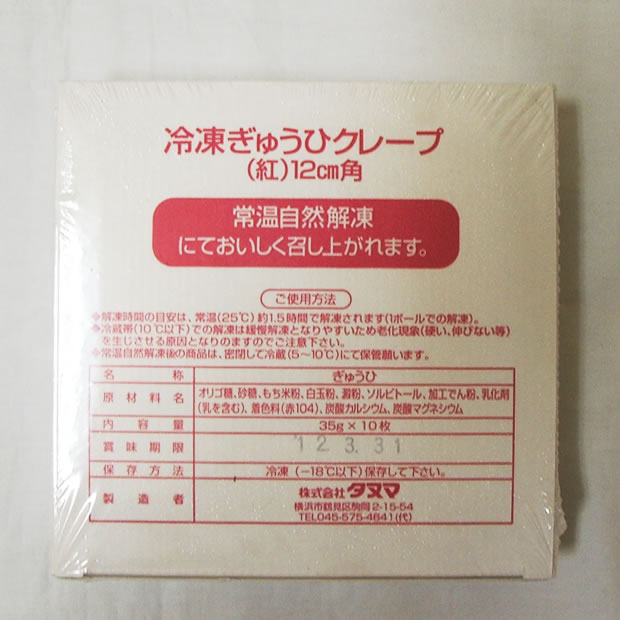 冷凍ぎゅうひクレープ
(紅)12cm角
常温自然解凍
にておいしく召し上がれます。
ご使用方法
●解凍時間の目安は、常温(25℃)約1.5時間で解凍されます(1ボールでの解凍)。
●冷蔵帯(10℃以下)での解凍は緩慢解凍となりやすいため老化現象(硬い、伸びない等)
を生じさせる原因となりますのでご注意下さい。
●常温自然解凍後の商品は、密閉して冷蔵(5～10℃)にて保管願います。
名称 ぎゅうひ
原材料名 オリゴ糖、砂糖、もち米粉、白玉粉、澱粉、ソルビトール、加工でん粉、乳化剤
(乳を含む)、着色料(赤104)、炭酸カルシウム、炭酸マグネシウム
内容量 35g×10枚
賞味期限 12.3.31
保存方法 冷凍(−18℃以下)保存して下さい。
製造者 株式会社タヌマ
横浜市鶴見区駒岡2-15-54
TEL045-575-4641(代)